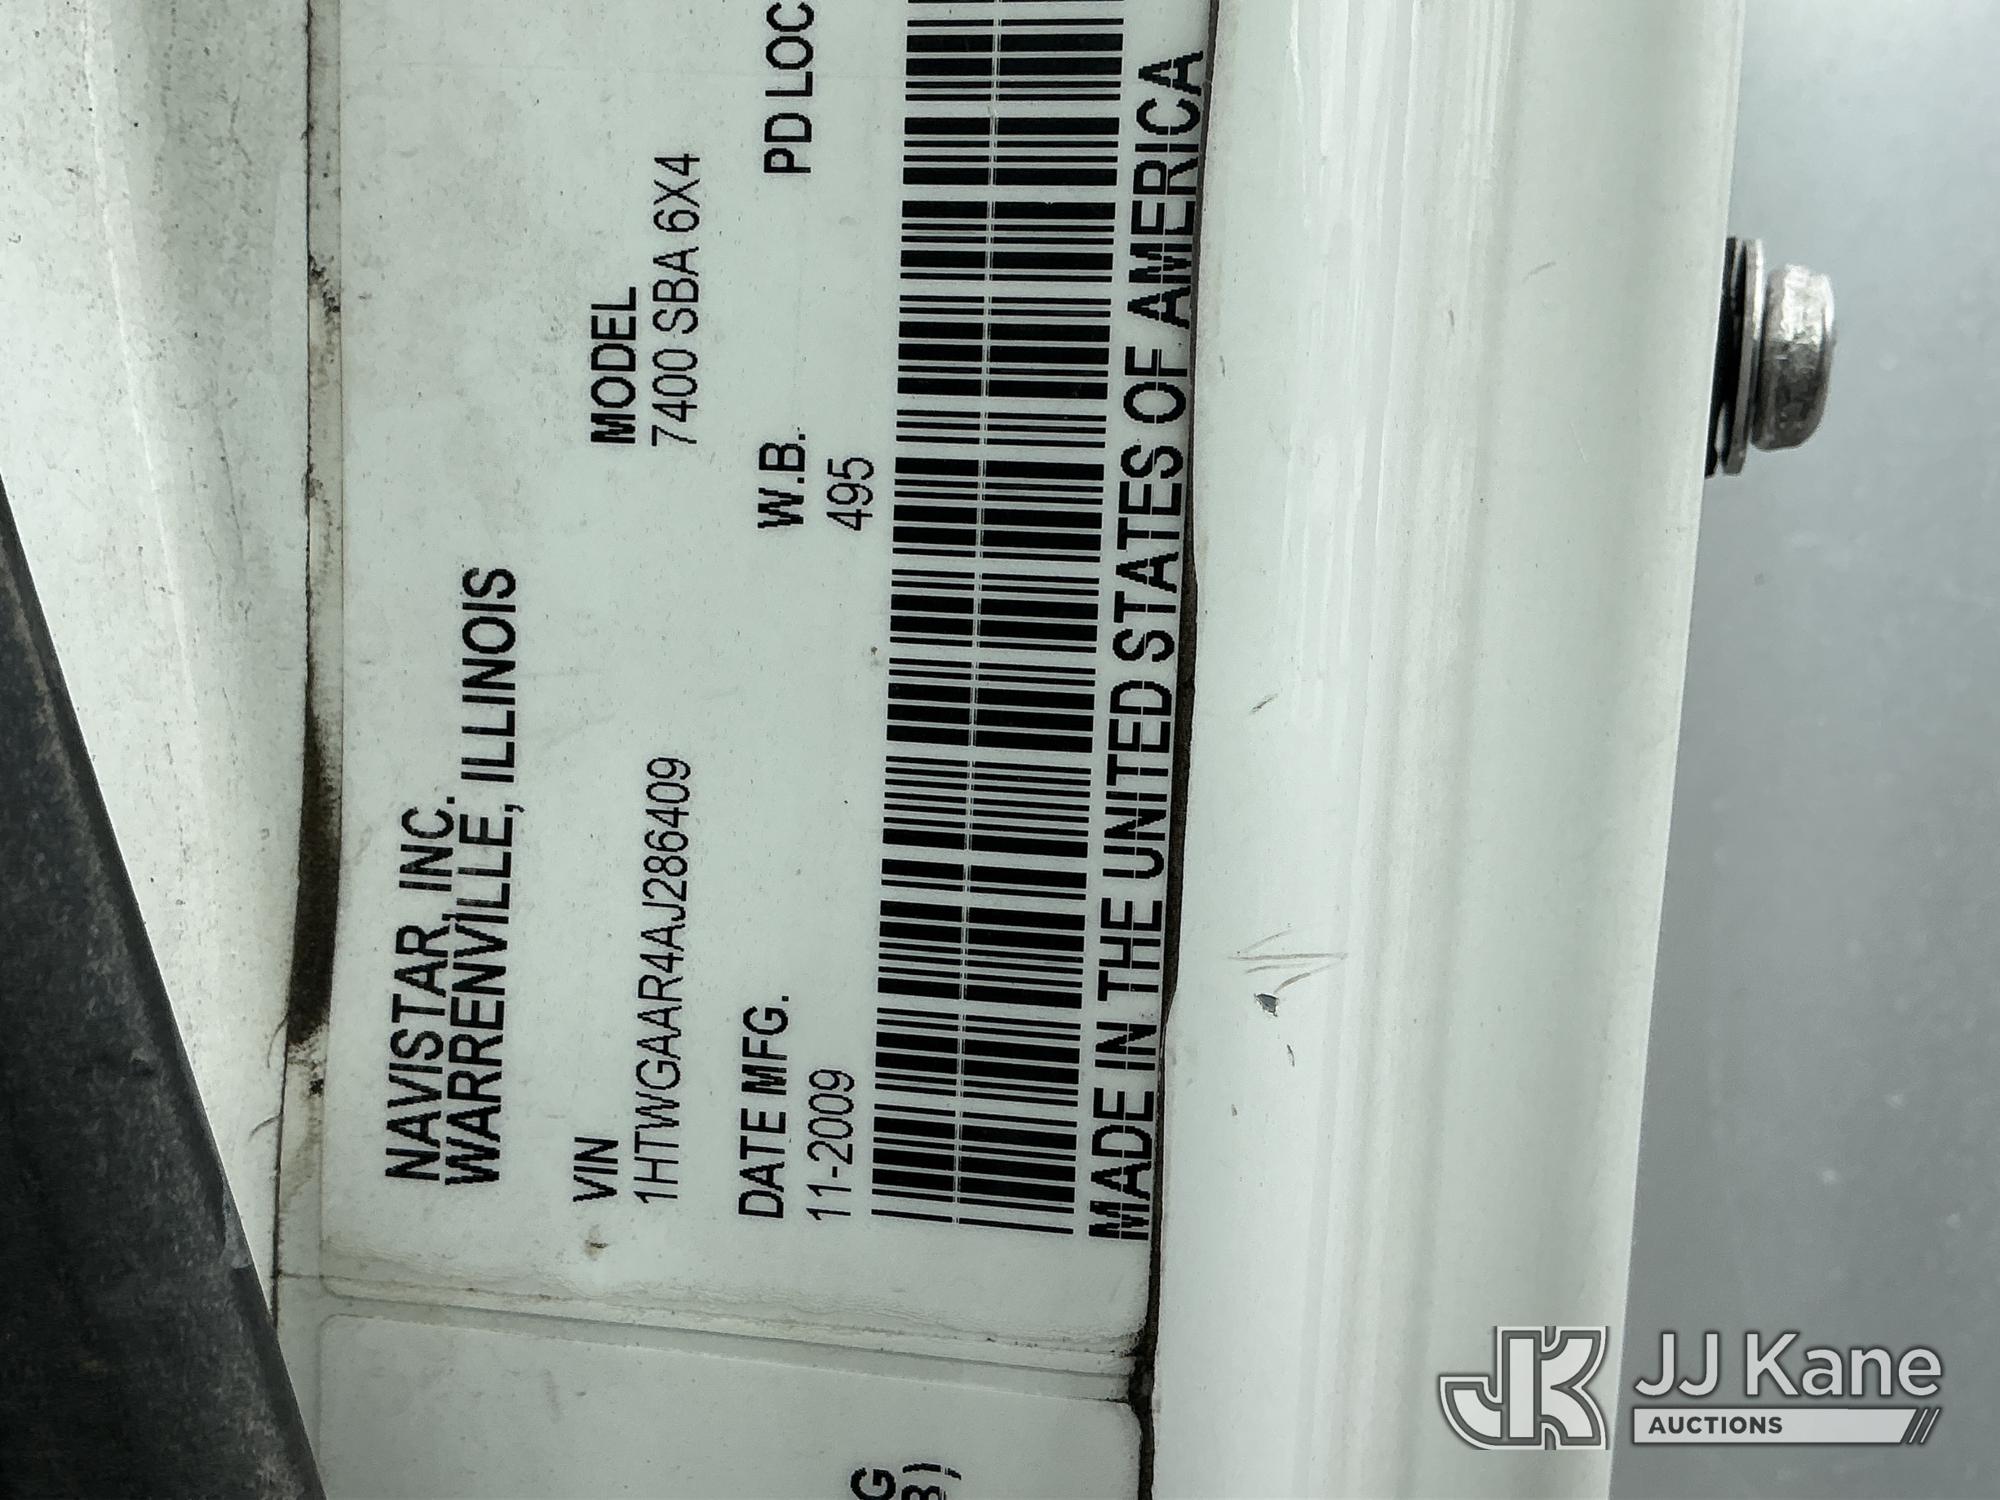 NAVISTAR, INC.
WARRENVILLE, ILLINOIS
VIN
1HTWGAAR4AJ286409
MODEL
7400 SBA 6X4
DATE MFG.
11-2009
W.B.
495
PD LOC
MADE IN THE UNITED STATES OF AMERICA
JK
JJ Kane
AUCTIONS